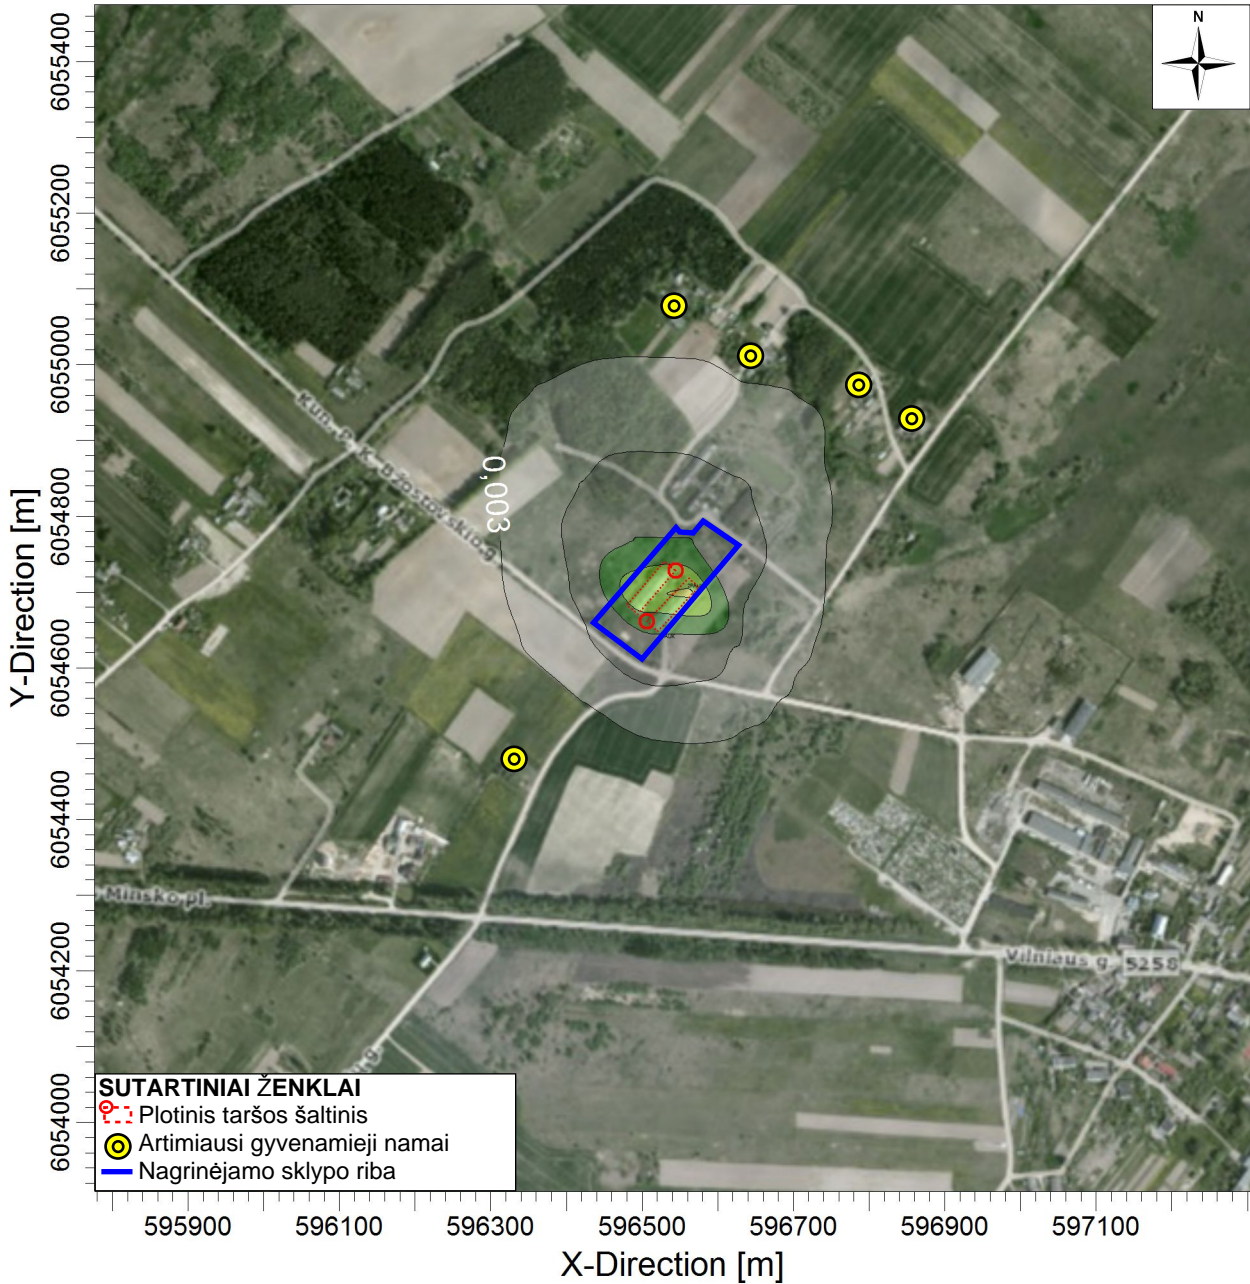 N
6055400
6055200
6055000
6054800
6054600
6054400
6054200
6054000
Y-Direction [m]
Kun. P. K. Bžostovskio g.
0,003
Minsko pl.
Vilniaus g. 5258
SUTARTINIAI ŽENKLAI
Plotinis taršos šaltinis
Artimiausi gyvenamieji namai
Nagrinėjamo sklypo riba
595900 596100 596300 596500 596700 596900 597100
X-Direction [m]